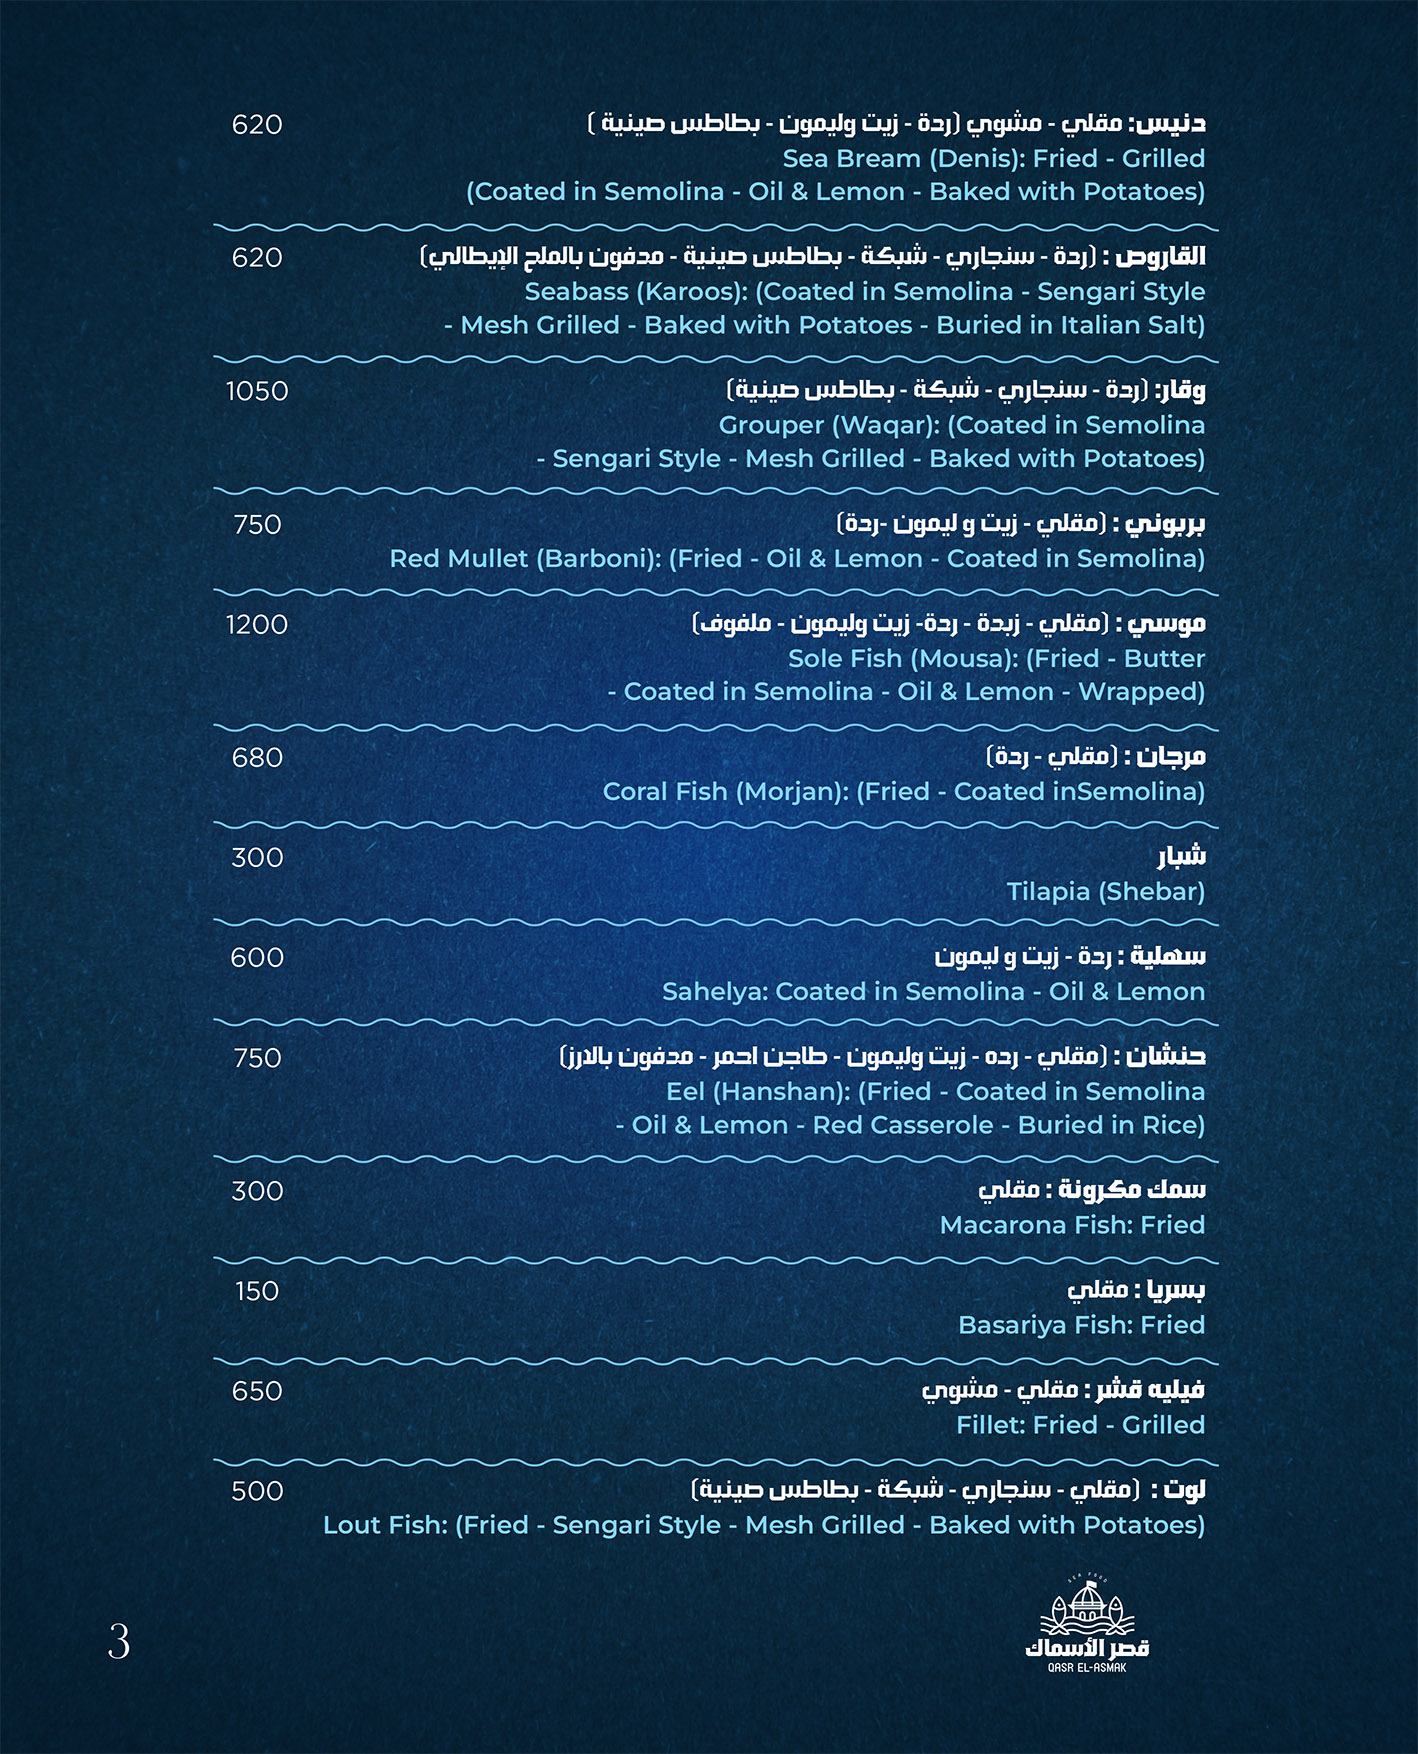 دنيس: مقلي - مشوي (ردة - زيت وليمون - بطاطس صينية ) 620
Sea Bream (Denis): Fried - Grilled
(Coated in Semolina - Oil & Lemon - Baked with Potatoes)
القاروص : (ردة - سنجاري - شبكة - بطاطس صينية - مدفون بالملح الإيطالي) 620
Seabass (Karoos): (Coated in Semolina - Sengari Style
- Mesh Grilled - Baked with Potatoes - Buried in Italian Salt)
وقار: (ردة - سنجاري - شبكة - بطاطس صينية) 1050
Grouper (Waqar): (Coated in Semolina
- Sengari Style - Mesh Grilled - Baked with Potatoes)
بربوني : (مقلي - زيت و ليمون -ردة) 750
Red Mullet (Barboni): (Fried - Oil & Lemon - Coated in Semolina)
موسي : (مقلي - زبدة - ردة- زيت وليمون - ملفوف) 1200
Sole Fish (Mousa): (Fried - Butter
- Coated in Semolina - Oil & Lemon - Wrapped)
مرجان : (مقلي - ردة) 680
Coral Fish (Morjan): (Fried - Coated inSemolina)
شبار 300
Tilapia (Shebar)
سهلية : ردة - زيت و ليمون 600
Sahelya: Coated in Semolina - Oil & Lemon
حنشان : (مقلي - رده - زيت وليمون - طاجن احمر - مدفون بالارز) 750
Eel (Hanshan): (Fried - Coated in Semolina
- Oil & Lemon - Red Casserole - Buried in Rice)
سمك مكرونة : مقلي 300
Macarona Fish: Fried
بسريا : مقلي 150
Basariya Fish: Fried
فيليه قشر : مقلي - مشوي 650
Fillet: Fried - Grilled
لوت : (مقلي - سنجاري - شبكة - بطاطس صينية) 500
Lout Fish: (Fried - Sengari Style - Mesh Grilled - Baked with Potatoes)
SEA FOOD
قصر الأسماك
QASR EL-ASMAK
3